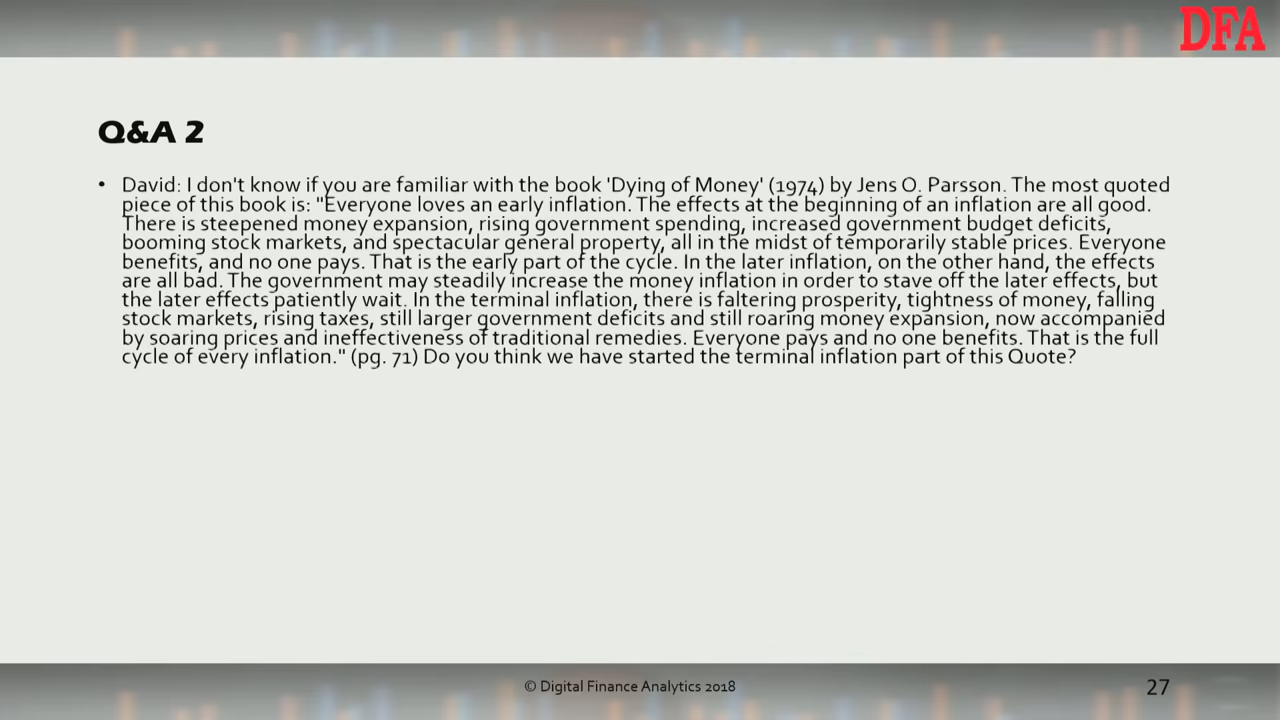 DFA
Q&A 2
• David: I don't know if you are familiar with the book 'Dying of Money' (1974) by Jens O. Parsson. The most quoted
piece of this book is: "Everyone loves an early inflation. The effects at the beginning of an inflation are all good.
There is steepened money expansion, rising government spending, increased government budget deficits,
booming stock markets, and spectacular general property, all in the midst of temporarily stable prices. Everyone
benefits, and no one pays. That is the early part of the cycle. In the later inflation, on the other hand, the effects
are all bad. The government may steadily increase the money inflation in order to stave off the later effects, but
the later effects patiently wait. In the terminal inflation, there is faltering prosperity, tightness of money, falling
stock markets, rising taxes, still larger government deficits and still roaring money expansion, now accompanied
by soaring prices and ineffectiveness of traditional remedies. Everyone pays and no one benefits. That is the full
cycle of every inflation." (pg. 71) Do you think we have started the terminal inflation part of this Quote?
© Digital Finance Analytics 2018
27